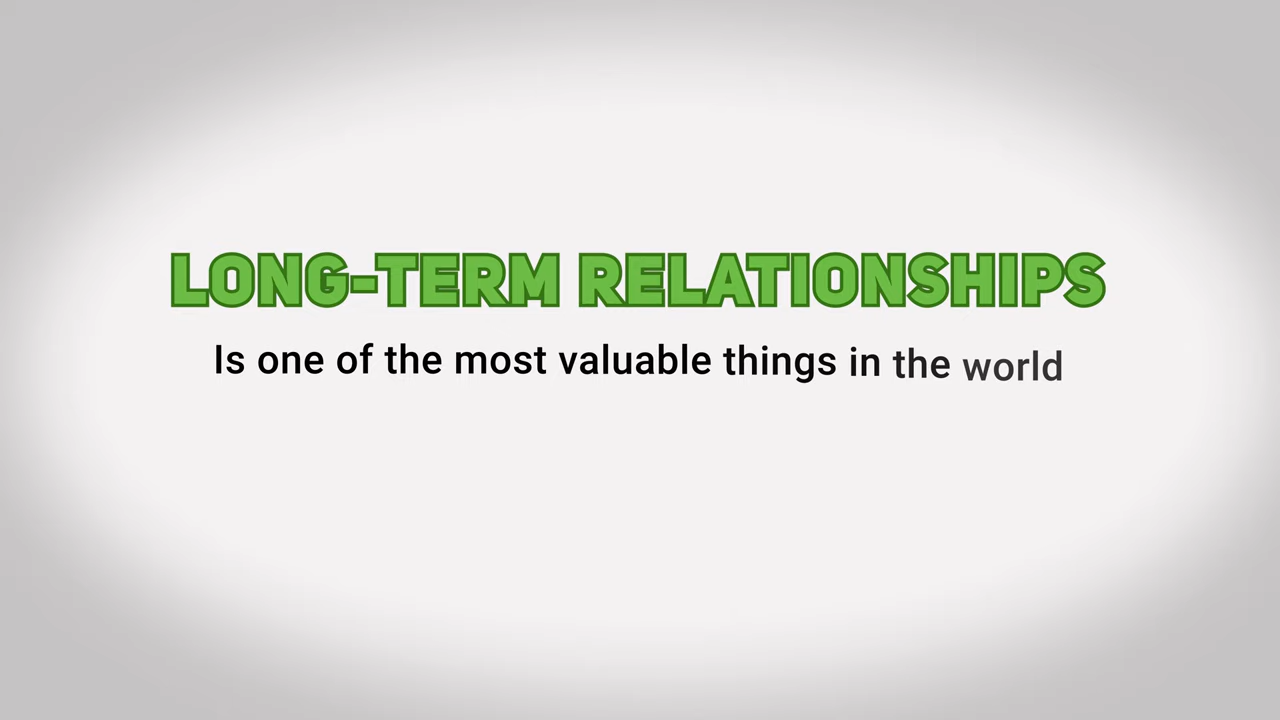 LONG-TERM RELATIONSHIPS
Is one of the most valuable things in the world